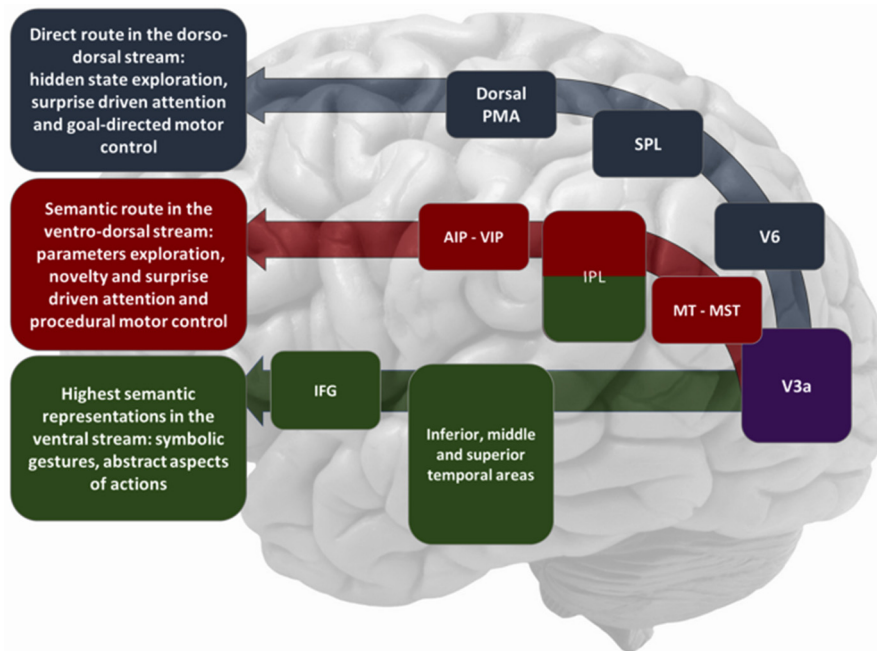 Direct route in the dorso-
dorsal stream:
hidden state exploration,
surprise driven attention
and goal-directed motor
control
Dorsal
PMA
SPL
V6
Semantic route in the
ventro-dorsal stream:
parameters exploration,
novelty and surprise
driven attention and
procedural motor control
AIP - VIP
IPL
MT - MST
V3a
Highest semantic
representations in the
ventral stream: symbolic
gestures, abstract aspects
of actions
IFG
Inferior, middle
and superior
temporal areas